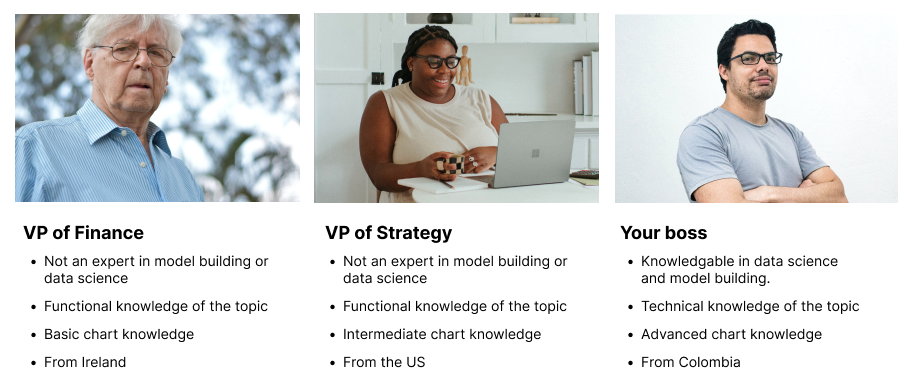 VP of Finance
• Not an expert in model building or
data science
• Functional knowledge of the topic
• Basic chart knowledge
• From Ireland
VP of Strategy
• Not an expert in model building or
data science
• Functional knowledge of the topic
• Intermediate chart knowledge
• From the US
Your boss
• Knowledgable in data science
and model building.
• Technical knowledge of the topic
• Advanced chart knowledge
• From Colombia